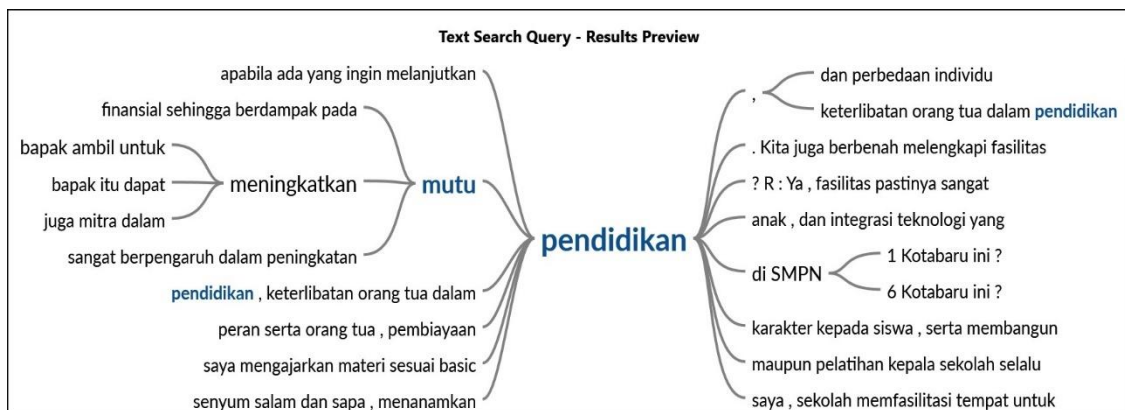 Text Search Query - Results Preview
apabila ada yang ingin melanjutkan
finansial sehingga berdampak pada
bapak ambil untuk
bapak itu dapat
juga mitra dalam
meningkatkan
mutu
sangat berpengaruh dalam peningkatan
pendidikan , keterlibatan orang tua dalam
peran serta orang tua , pembiayaan
saya mengajarkan materi sesuai basic
senyum salam dan sapa , menanamkan
pendidikan
,
dan perbedaan individu
keterlibatan orang tua dalam pendidikan
. Kita juga berbenah melengkapi fasilitas
? R : Ya , fasilitas pastinya sangat
anak , dan integrasi teknologi yang
di SMPN
1 Kotabaru ini ?
6 Kotabaru ini ?
karakter kepada siswa , serta membangun
maupun pelatihan kepala sekolah selalu
saya , sekolah memfasilitasi tempat untuk